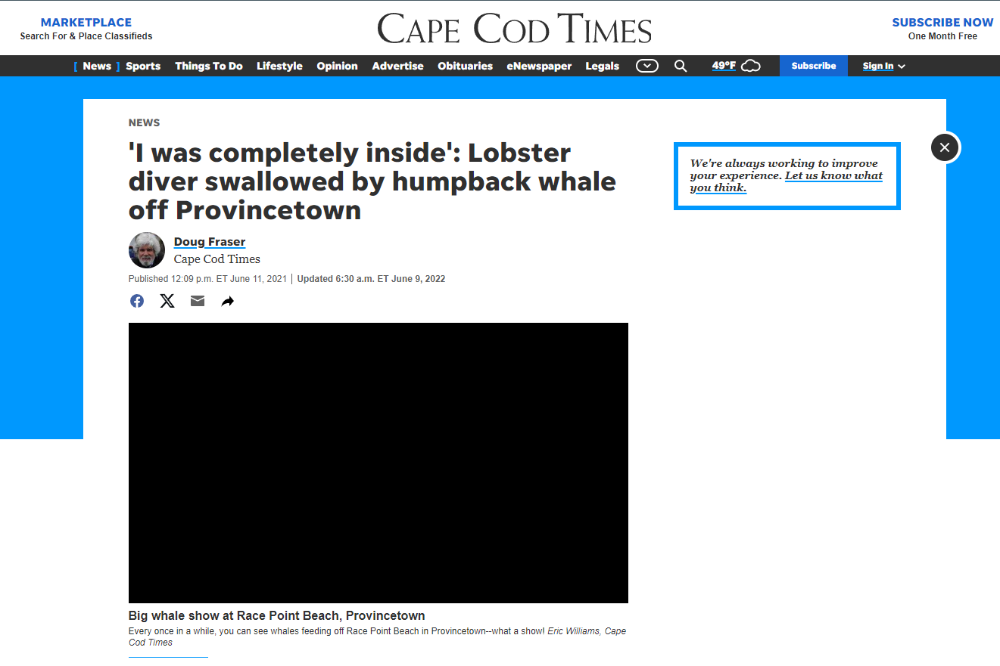 MARKETPLACE
Search For & Place Classifieds
CAPE COD TIMES
SUBSCRIBE NOW
One Month Free
[ News ] Sports Things To Do Lifestyle Opinion Advertise Obituaries eNewspaper Legals 49°F Subscribe Sign In
NEWS
'I was completely inside': Lobster
diver swallowed by humpback whale
off Provincetown
Doug Fraser
Cape Cod Times
Published 12:09 p.m. ET June 11, 2021 | Updated 6:30 a.m. ET June 9, 2022
We're always working to improve
your experience. Let us know what
you think.
Big whale show at Race Point Beach, Provincetown
Every once in a while, you can see whales feeding off Race Point Beach in Provincetown--what a show! Eric Williams, Cape
Cod Times